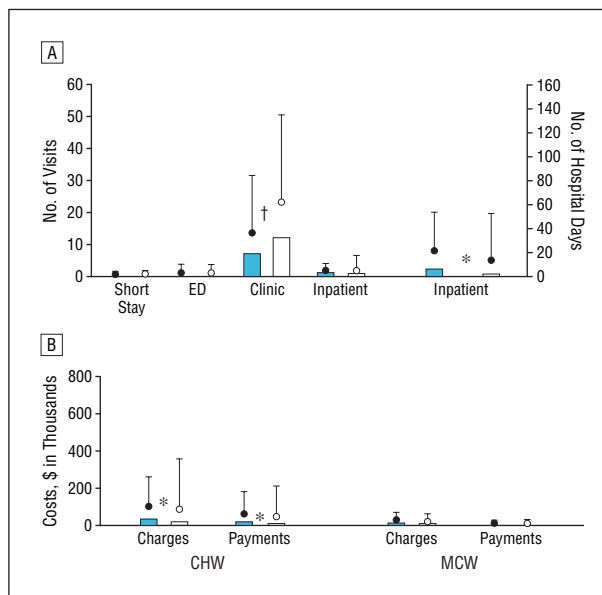 A
60
50
40
30
20
10
0
No. of Visits
160
140
120
100
80
60
40
20
0
No. of Hospital Days
†
*
Short Stay
ED
Clinic
Inpatient
Inpatient
B
800
600
400
200
0
Costs, $ in Thousands
*
*
Charges
Payments
Charges
Payments
CHW
MCW